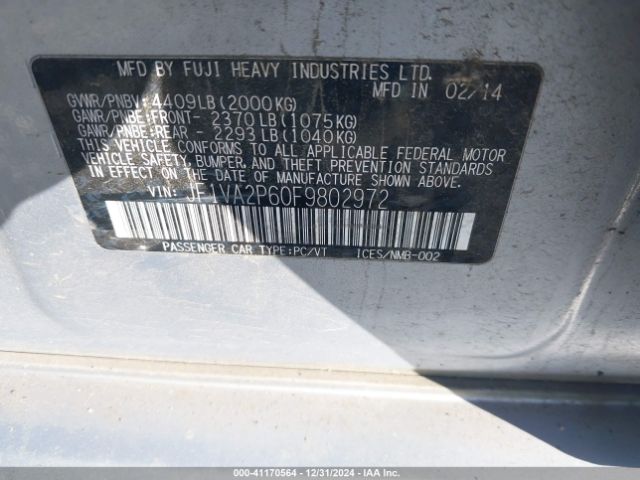 MFD BY FUJI HEAVY INDUSTRIES LTD.
MFD IN 02/14
GVWR/PNBV: 4409LB(2000KG)
GAWR/PNBE:FRONT- 2370LB(1075KG)
GAWR/PNBE:REAR - 2293LB(1040KG)
THIS VEHICLE CONFORMS TO ALL APPLICABLE FEDERAL MOTOR
VEHICLE SAFETY, BUMPER, AND THEFT PREVENTION STANDARDS
IN EFFECT ON THE DATE OF MANUFACTURE SHOWN ABOVE.
VIN: JF1VA2P60F9802972
PASSENGER CAR TYPE:PC/VT ICES/NMB-002
000-41170564 - 12/31/2024 - IAA Inc.